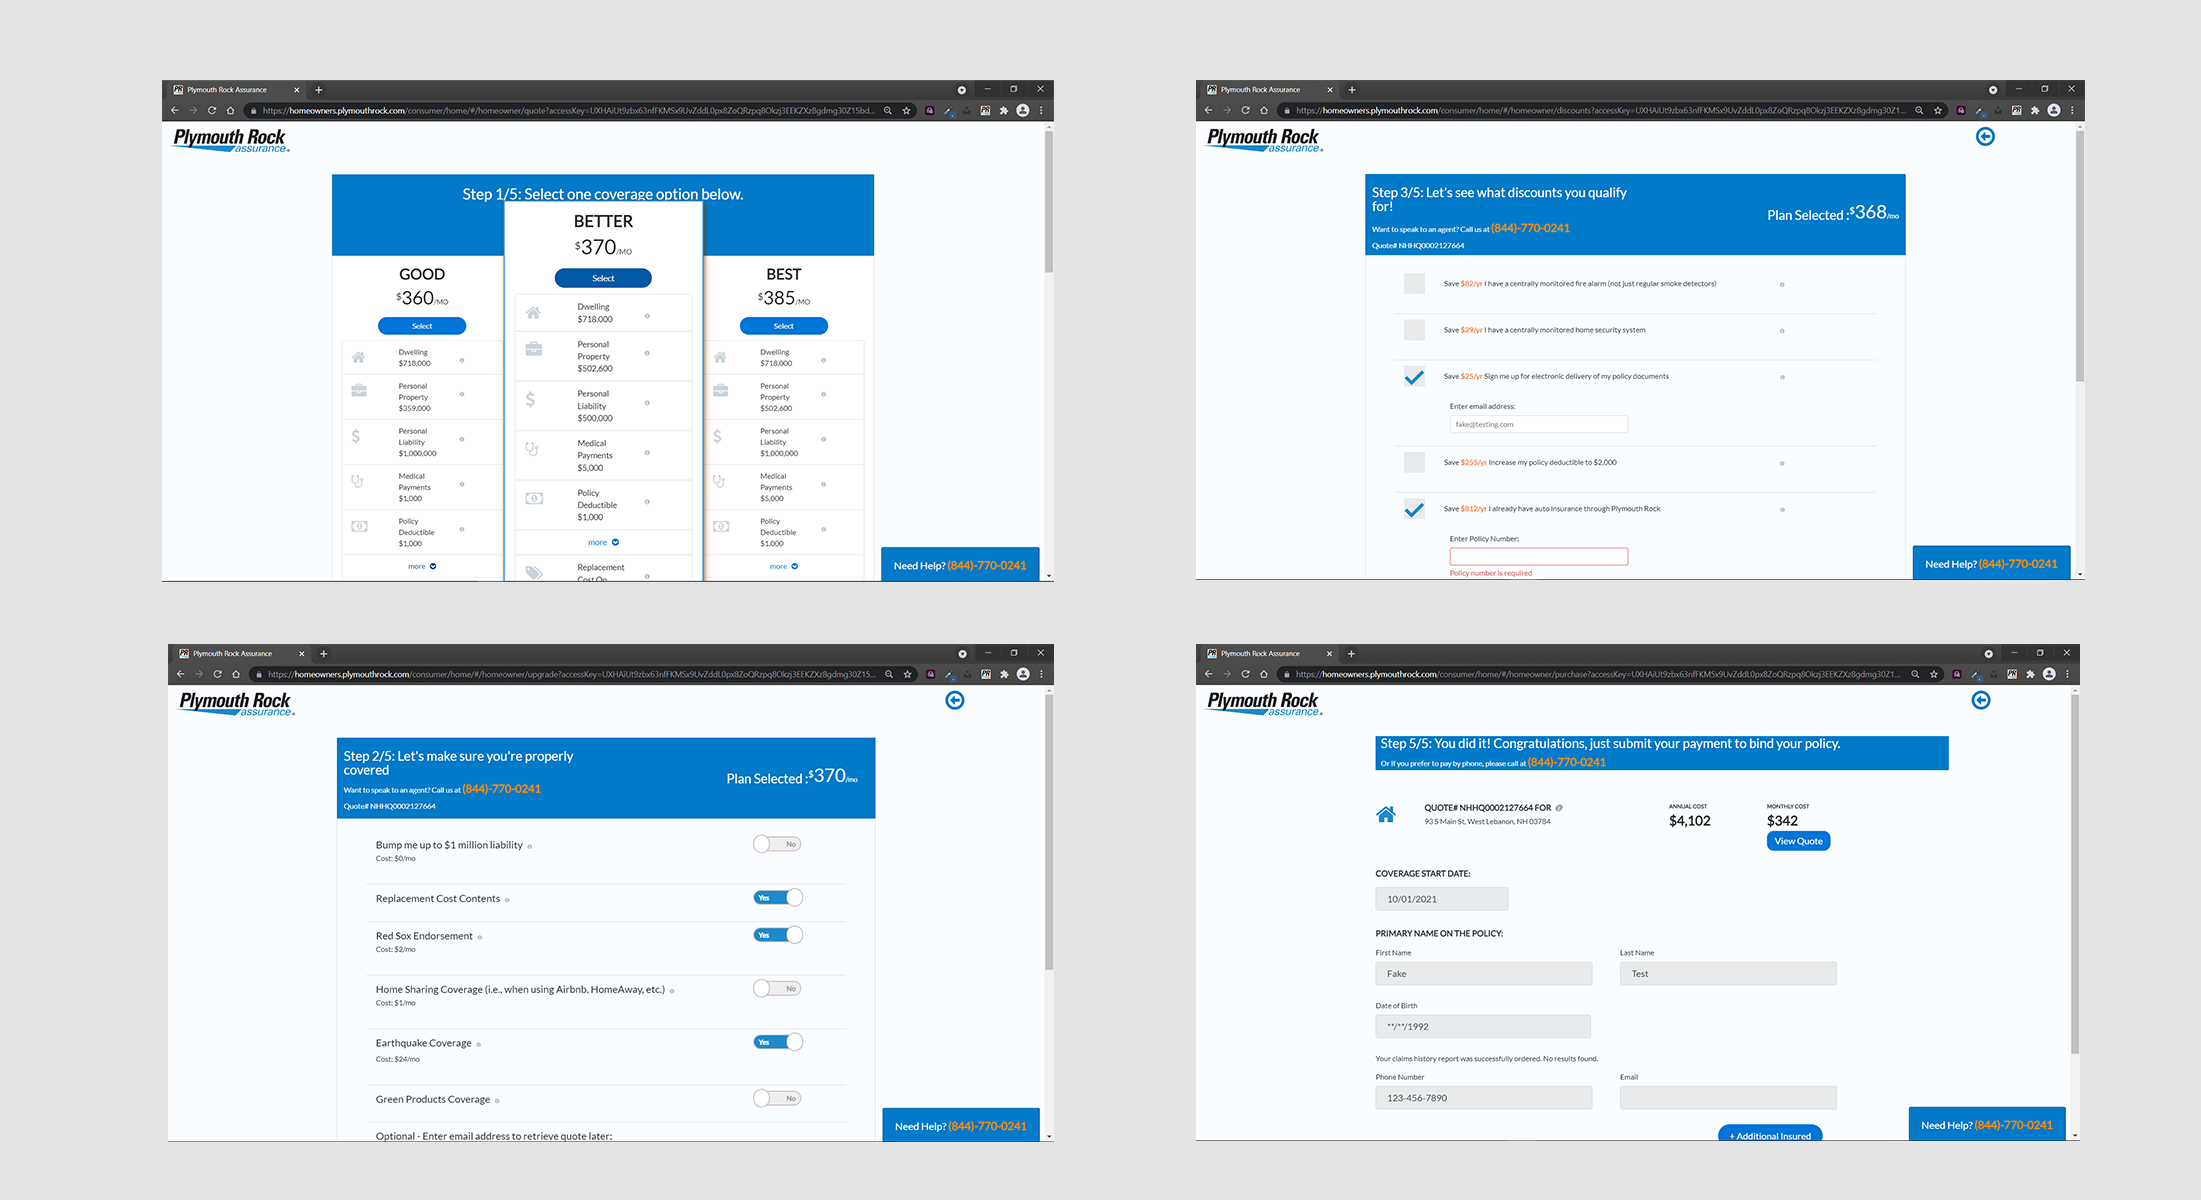 Plymouth Rock Assurance
https://homeowners.plymouthrock.com/consumer/home/#/homeowner/quote?accessKey=UXHAiUt9zbx63nfFKMSx9UvZddL0px8ZoQRzpq8Okzj3EEKZXz8gdmg30Z15bd...
Plymouth Rock
assurance.
Step 1/5: Select one coverage option below.
GOOD
$360/MO
Select
Dwelling
$718,000
Personal
Property
$359,000
Personal
Liability
$1,000,000
Medical
Payments
$1,000
Policy
Deductible
$1,000
more
BETTER
$370/MO
Select
Dwelling
$718,000
Personal
Property
$502,600
Personal
Liability
$500,000
Medical
Payments
$5,000
Policy
Deductible
$1,000
more
Replacement
Cost On
BEST
$385/MO
Select
Dwelling
$718,000
Personal
Property
$502,600
Personal
Liability
$1,000,000
Medical
Payments
$5,000
Policy
Deductible
$1,000
more
Need Help? (844)-770-0241
Plymouth Rock Assurance
https://homeowners.plymouthrock.com/consumer/home/#/homeowner/discounts?accessKey=UXHAiUt9zbx63nfFKMSx9UvZddL0px8ZoQRzpq8Okzj3EEKZXz8gdmg30Z1...
Plymouth Rock
assurance.
Step 3/5: Let's see what discounts you qualify
for!
Want to speak to an agent? Call us at (844)-770-0241
Quote# NHHQ0002127664
Plan Selected :$368/mo
Save $82/yr I have a centrally monitored fire alarm (not just regular smoke detectors)
Save $29/yr I have a centrally monitored home security system
Save $25/yr Sign me up for electronic delivery of my policy documents
Enter email address:
fake@testing.com
Save $255/yr Increase my policy deductible to $2,000
Save $812/yr I already have auto insurance through Plymouth Rock
Enter Policy Number:
Policy number is required
Need Help? (844)-770-0241
Plymouth Rock Assurance
https://homeowners.plymouthrock.com/consumer/home/#/homeowner/upgrade?accessKey=UXHAiUt9zbx63nfFKMSx9UvZddL0px8ZoQRzpq8Okzj3EEKZXz8gdmg30Z15...
Plymouth Rock
assurance.
Step 2/5: Let's make sure you're properly
covered
Want to speak to an agent? Call us at (844)-770-0241
Quote# NHHQ0002127664
Plan Selected :$370/mo
Bump me up to $1 million liability
Cost: $0/mo
No
Replacement Cost Contents
Yes
Red Sox Endorsement
Cost: $2/mo
Yes
Home Sharing Coverage (i.e., when using Airbnb, HomeAway, etc.)
Cost: $1/mo
No
Earthquake Coverage
Cost: $24/mo
Yes
Green Products Coverage
No
Optional - Enter email address to retrieve quote later:
Need Help? (844)-770-0241
Plymouth Rock Assurance
https://homeowners.plymouthrock.com/consumer/home/#/homeowner/purchase?accessKey=UXHAiUt9zbx63nfFKMSx9UvZddL0px8ZoQRzpq8Okzj3EEKZXz8gdmg30Z1...
Plymouth Rock
assurance.
Step 5/5: You did it! Congratulations, just submit your payment to bind your policy.
Or if you prefer to pay by phone, please call at (844)-770-0241
QUOTE# NHHQ0002127664 FOR
93 S Main St, West Lebanon, NH 03784
ANNUAL COST
$4,102
MONTHLY COST
$342
View Quote
COVERAGE START DATE:
10/01/2021
PRIMARY NAME ON THE POLICY:
First Name
Last Name
Fake
Test
Date of Birth
**/**/1992
Your claims history report was successfully ordered. No results found.
Phone Number
Email
123-456-7890
+ Additional Insured
Need Help? (844)-770-0241